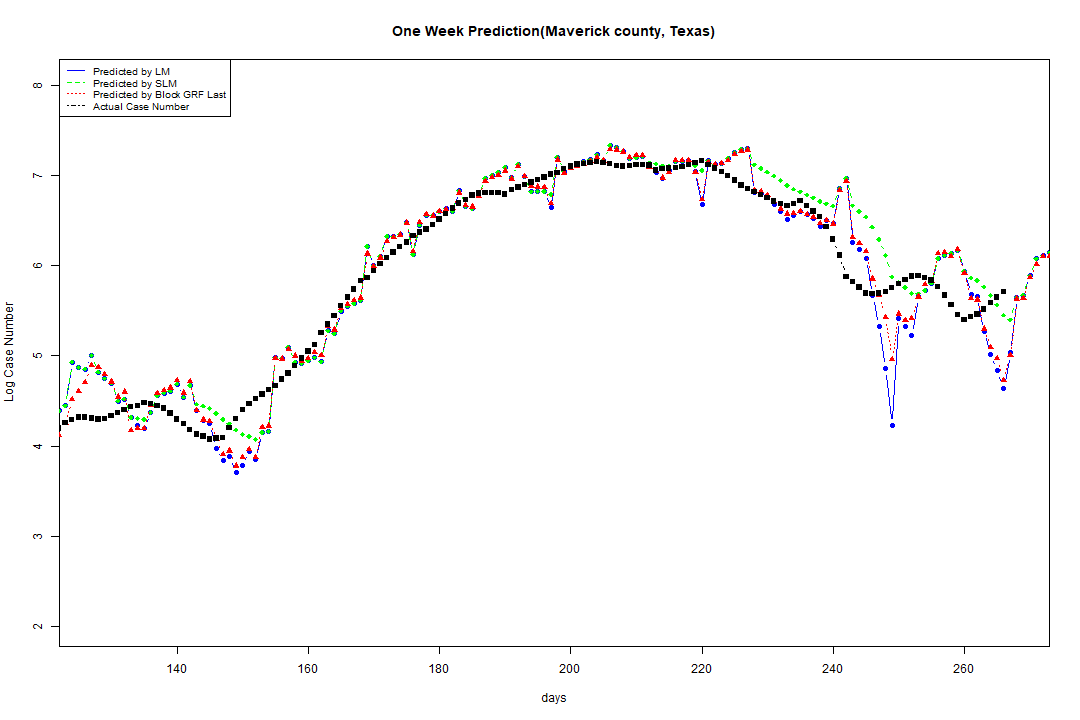 One Week Prediction(Maverick county, Texas)
Predicted by LM
Predicted by SLM
Predicted by Block GRF Last
Actual Case Number
Log Case Number
8
7
6
5
4
3
2
140 160 180 200 220 240 260
days